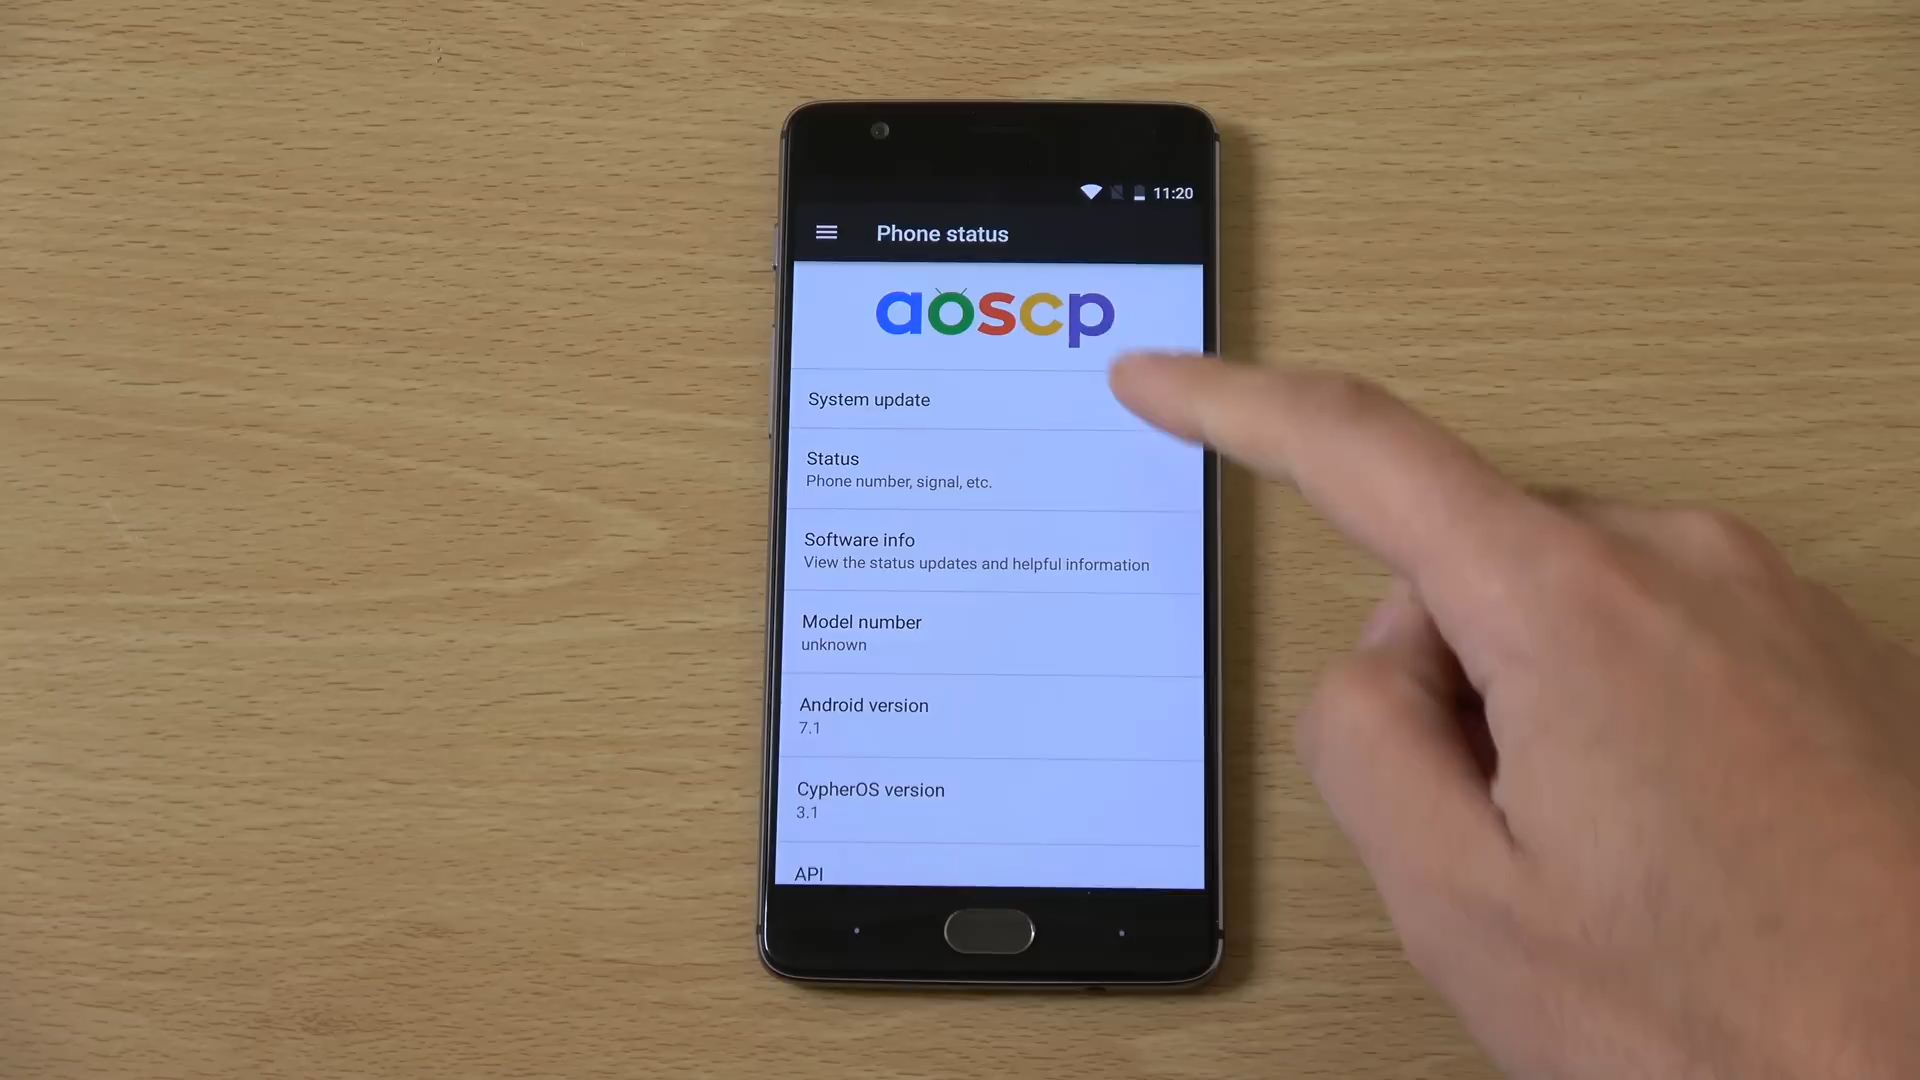 11:20
Phone status
aoscp
System update
Status
Phone number, signal, etc.
Software info
View the status updates and helpful information
Model number
unknown
Android version
7.1
CypherOS version
3.1
API